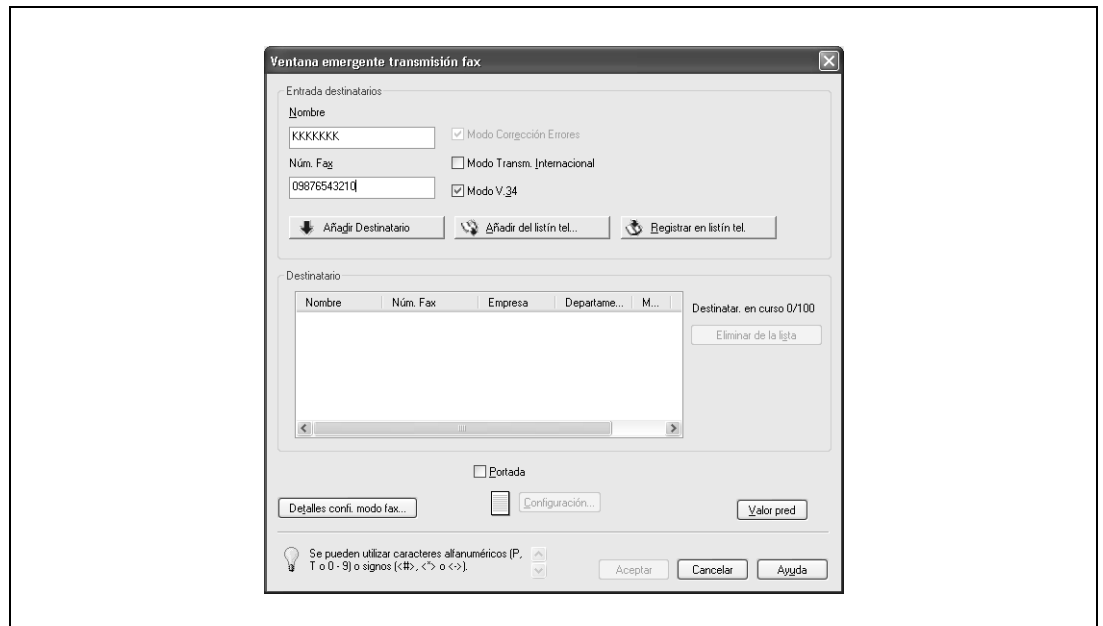 Ventana emergente transmisión fax
Entrada destinatarios
Nombre
KKKKKKK
Modo Corrección Errores
Núm. Fax
Modo Transm. Internacional
09876543210
Modo V.34
Añadir Destinatario
Añadir del listín tel...
Registrar en listín tel.
Destinatario
Nombre Núm. Fax Empresa Departame... M...
Destinatar. en curso 0/100
Eliminar de la lista
Portada
Detalles confi. modo fax...
Configuración...
Valor pred
Se pueden utilizar caracteres alfanuméricos (P,
T o 0 - 9) o signos (<#>, <*> o <->).
Aceptar
Cancelar
Ayuda